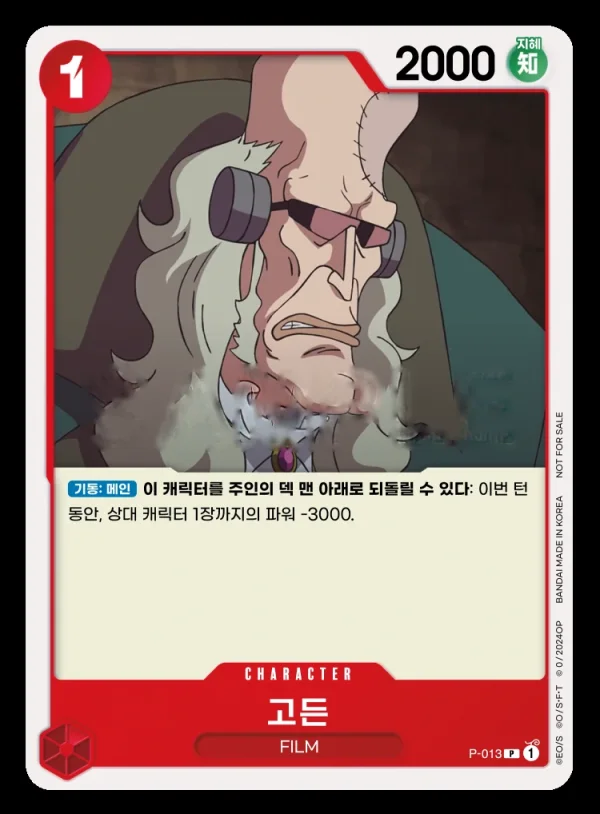 1
2000
지혜
知
기동: 메인 이 캐릭터를 주인의 덱 맨 아래로 되돌릴 수 있다: 이번 턴
동안, 상대 캐릭터 1장까지의 파워 -3000.
CHARACTER
고든
FILM
P-013 P 1
©EO/S ©O/S·F·T © O/2024OP BANDAI MADE IN KOREA NOT FOR SALE